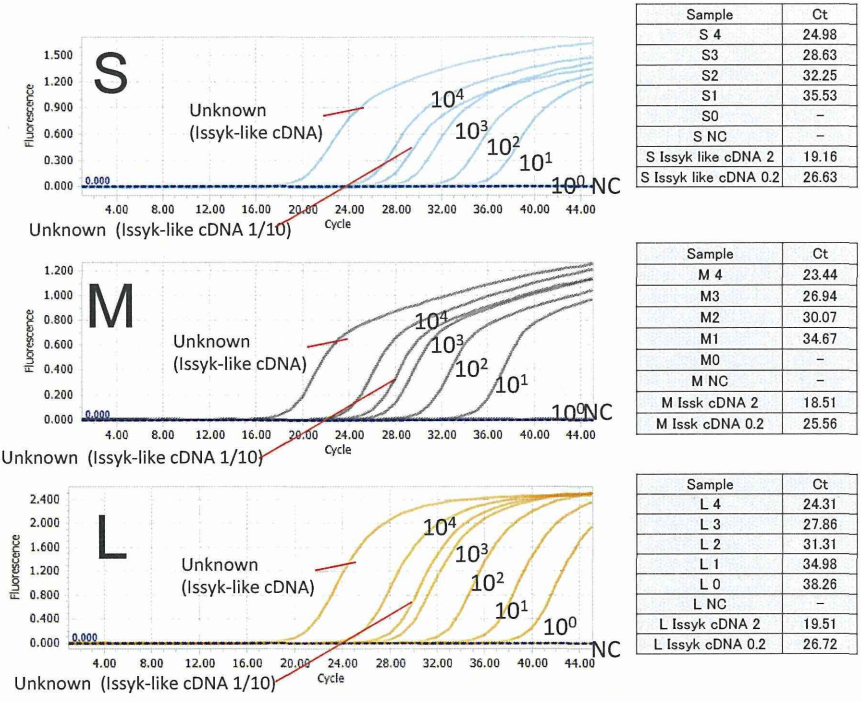 S
Fluorescence
1.500
1.200
0.900
0.600
0.300
0.000
0.000
Unknown
(Issyk-like cDNA)
10⁴
10³
10²
10¹
10⁰ NC
4.00 8.00 12.00 16.00 20.00 24.00 28.00 32.00 36.00 40.00 44.00
Cycle
Unknown (Issyk-like cDNA 1/10)
Sample Ct
S 4 24.98
S3 28.63
S2 32.25
S1 35.53
S0 -
S NC -
S Issyk like cDNA 2 19.16
S Issyk like cDNA 0.2 26.63
M
Fluorescence
1.200
1.000
0.800
0.600
0.400
0.200
0.000
0.000
Unknown
(Issyk-like cDNA)
10⁴
10³
10²
10¹
10⁰NC
4.00 8.00 12.00 16.00 20.00 24.00 28.00 32.00 36.00 40.00 44.00
Cycle
Unknown (Issyk-like cDNA 1/10)
Sample Ct
M 4 23.44
M3 26.94
M2 30.07
M1 34.67
M0 -
M NC -
M Issk cDNA 2 18.51
M Issk cDNA 0.2 25.56
L
Fluorescence
2.400
2.000
1.600
1.200
0.800
0.400
0.000
0.000
Unknown
(Issyk-like cDNA)
10⁴
10³
10²
10¹
10⁰
NC
4.00 8.00 12.00 16.00 20.00 24.00 28.00 32.00 36.00 40.00 44.00
Cycle
Unknown (Issyk-like cDNA 1/10)
Sample Ct
L 4 24.31
L 3 27.86
L 2 31.31
L 1 34.98
L 0 38.26
L NC -
L Issyk cDNA 2 19.51
L Issyk cDNA 0.2 26.72